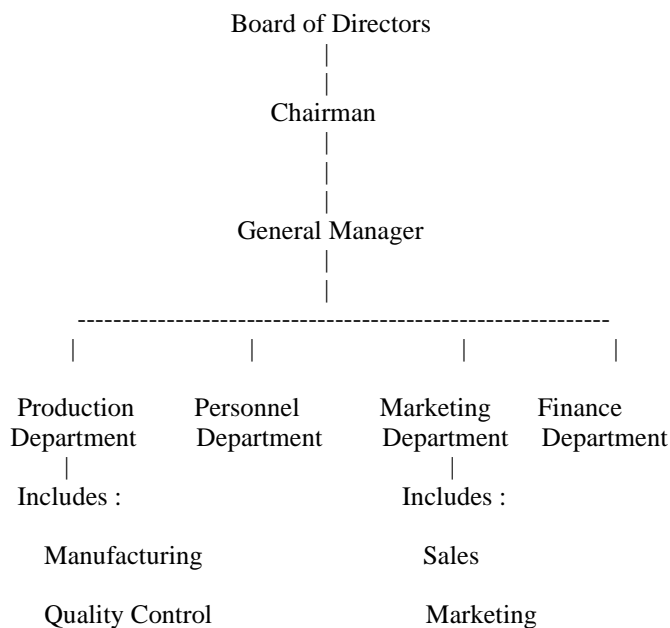 Board of Directors
|
|
Chairman
|
|
|
General Manager
|
|
------------------------------------------------------------
| | | |
Production Personnel Marketing Finance
Department Department Department Department
| |
Includes : Includes :
Manufacturing Sales
Quality Control Marketing